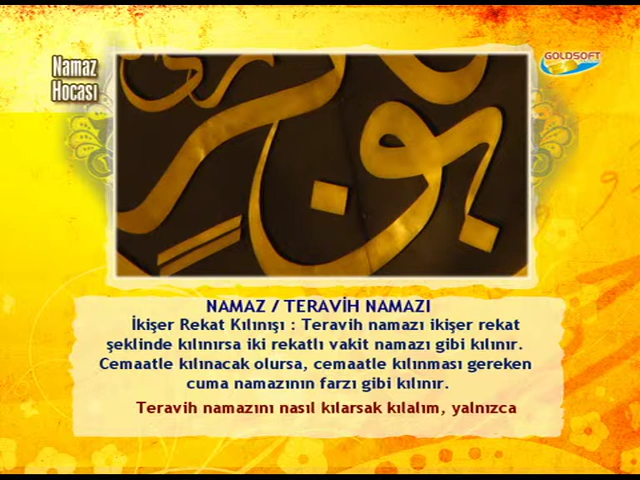 Namaz
Hocası
GOLDSOFT
NAMAZ / TERAVİH NAMAZI
İkişer Rekat Kılınışı : Teravih namazı ikişer rekat
şeklinde kılınırsa iki rekatlı vakit namazı gibi kılınır.
Cemaatle kılınacak olursa, cemaatle kılınması gereken
cuma namazının farzı gibi kılınır.
Teravih namazını nasıl kılarsak kılalım, yalnızca